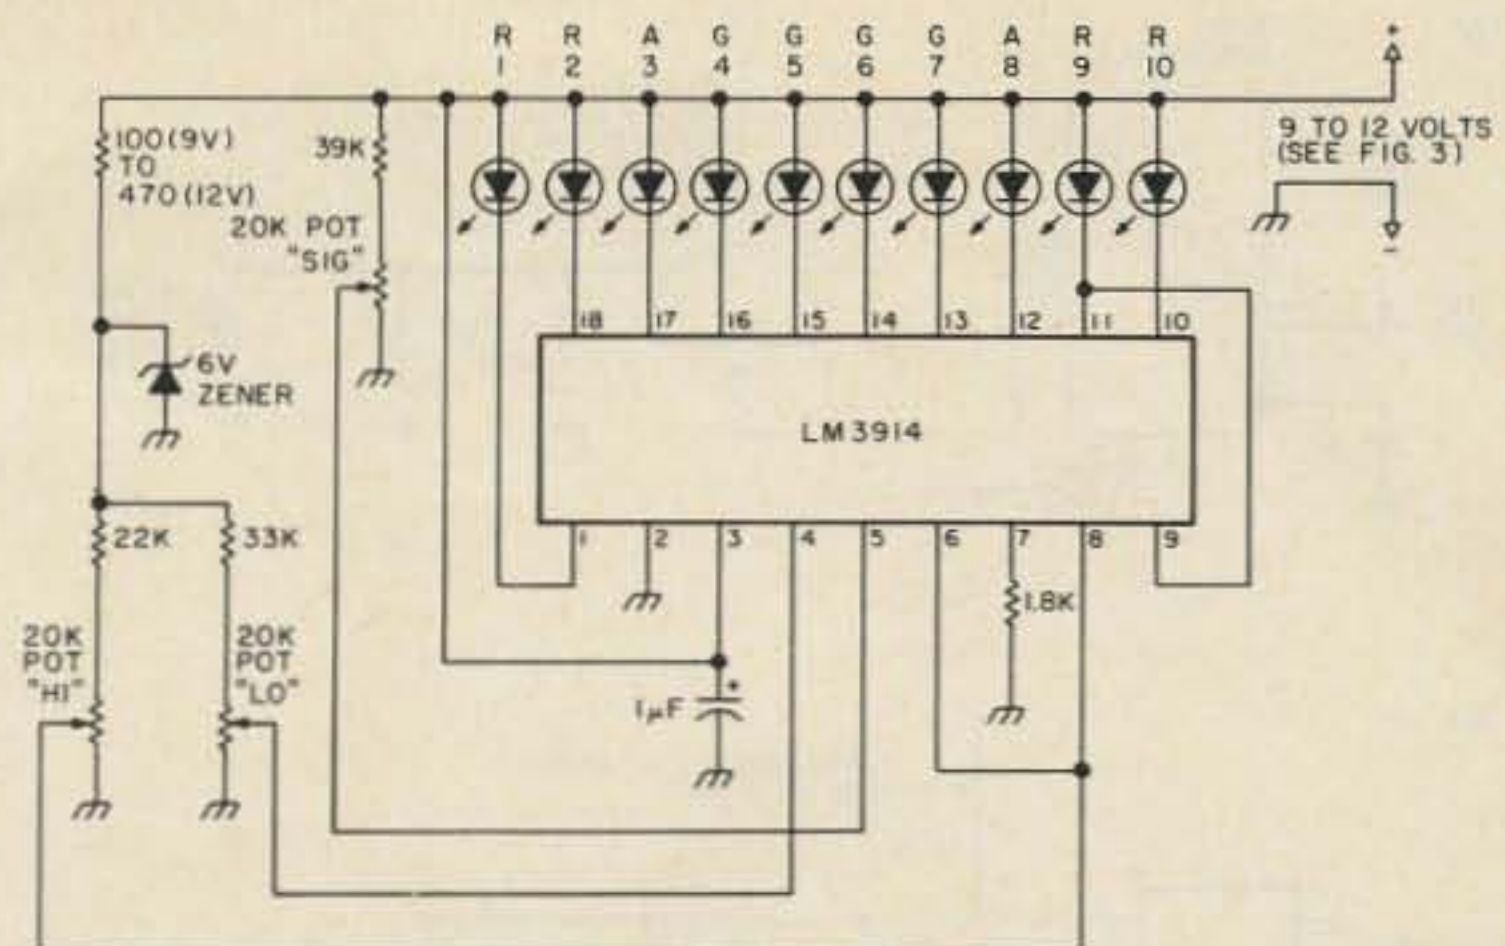 R R A G G G G A R R
1 2 3 4 5 6 7 8 9 10
+
100(9V)
TO
470(12V)
39K
9 TO 12 VOLTS
(SEE FIG. 3)
20K POT
"SIG"
-
18 17 16 15 14 13 12 11 10
6V
ZENER
LM3914
22K
33K
1 2 3 4 5 6 7 8 9
1.8K
20K
POT
"HI"
20K
POT
"LO"
+
1µF